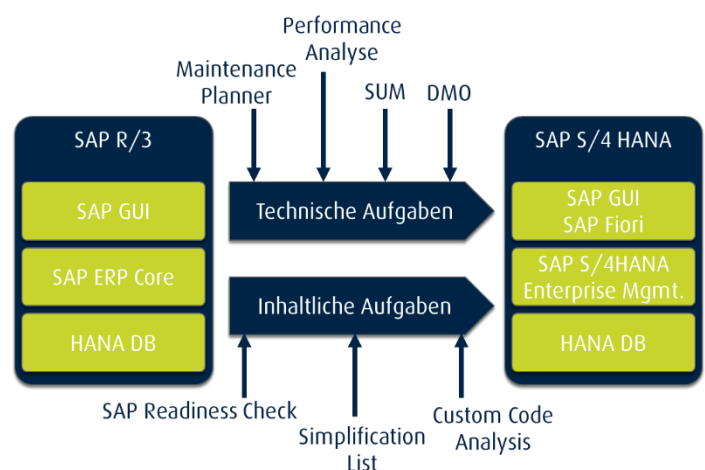 Performance
Analyse
Maintenance
Planner
SUM
DMO
SAP R/3
SAP GUI
SAP ERP Core
HANA DB
Technische Aufgaben
Inhaltliche Aufgaben
SAP S/4 HANA
SAP GUI
SAP Fiori
SAP S/4HANA
Enterprise Mgmt.
HANA DB
SAP Readiness Check
Simplification
List
Custom Code
Analysis